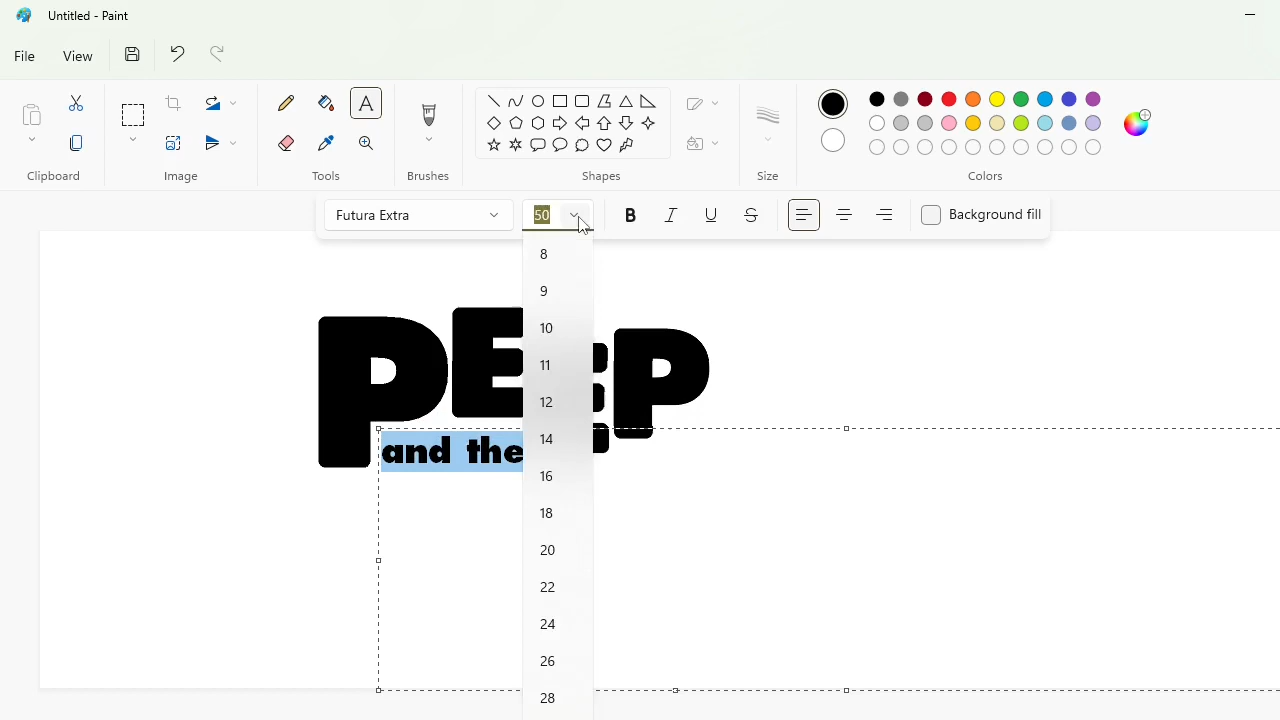 Untitled - Paint
File View
Clipboard Image Tools Brushes Shapes Size Colors
Futura Extra 50 B I U S Background fill
8
9
10
11
12
14
16
18
20
22
24
26
28
PEEP
and the